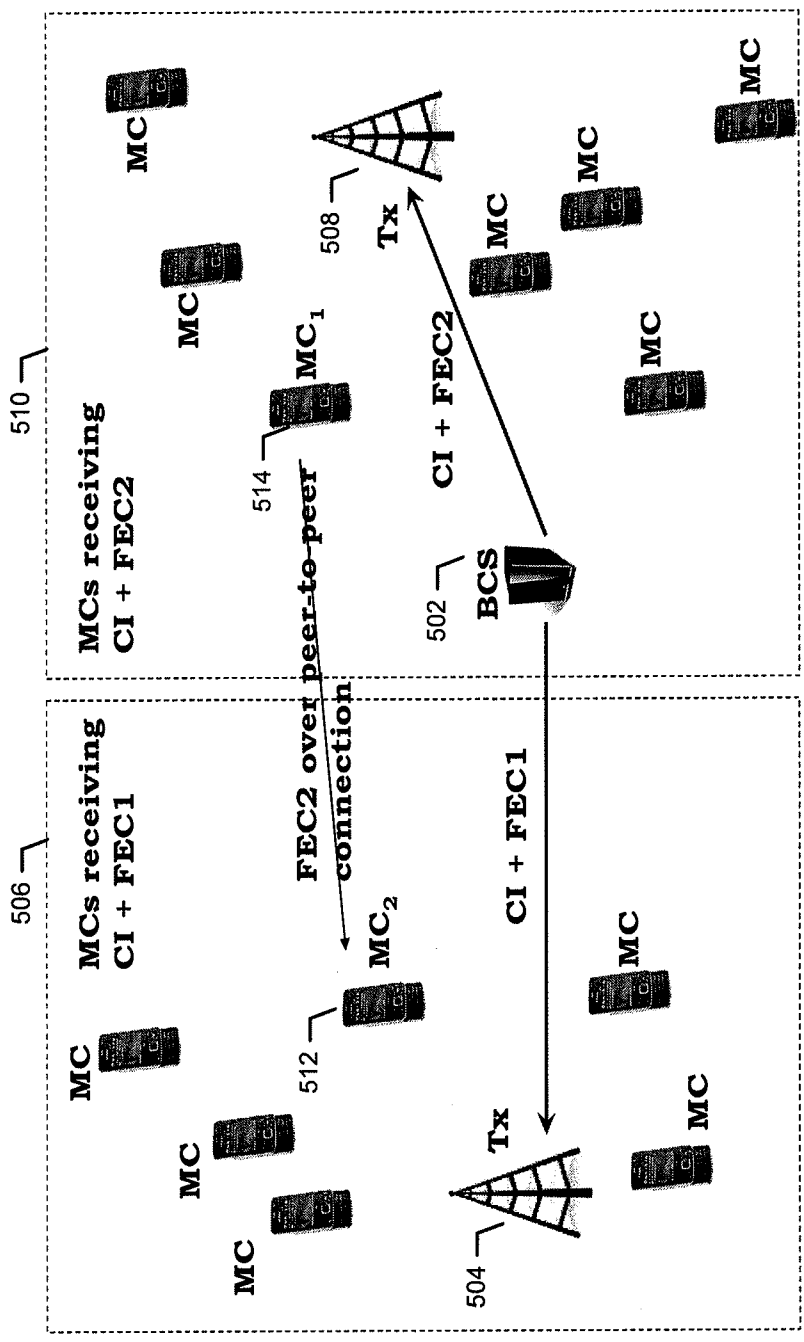 506
510
MCs receiving
CI + FEC1
MCs receiving
CI + FEC2
MC
MC
MC
MC
MC
514
MC₁
508
Tx
FEC2 over peer-to-peer
connection
512
MC₂
CI + FEC2
MC
MC
MC
502
BCS
504
Tx
CI + FEC1
MC
MC
MC